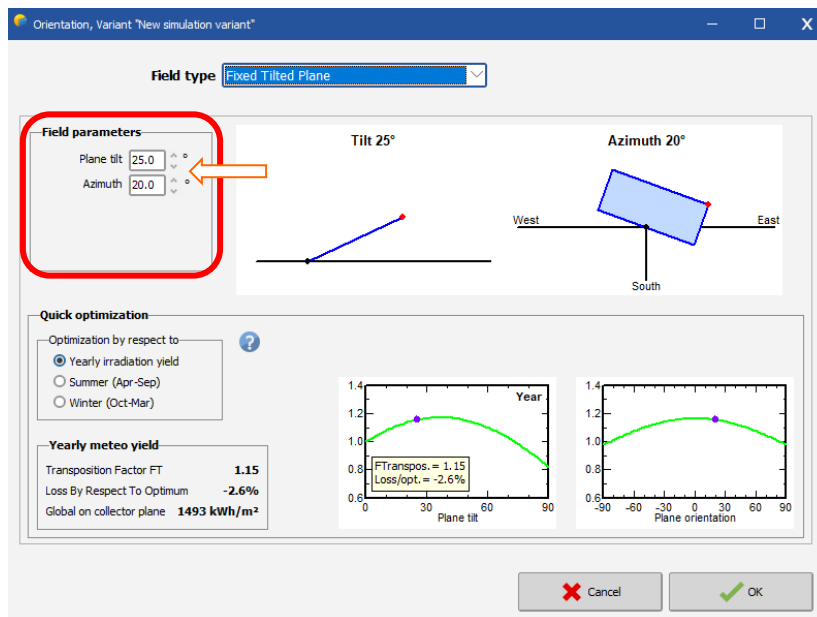 Orientation, Variant "New simulation variant"
Field type Fixed Tilted Plane
Field parameters
Plane tilt 25.0 °
Azimuth 20.0 °
Tilt 25°
Azimuth 20°
West
East
South
Quick optimization
Optimization by respect to
Yearly irradiation yield
Summer (Apr-Sep)
Winter (Oct-Mar)
?
Yearly meteo yield
Transposition Factor FT 1.15
Loss By Respect To Optimum -2.6%
Global on collector plane 1493 kWh/m²
Year
1.4
1.2
1.0
0.8
0.6
FTranspos.= 1.15
Loss/opt.= -2.6%
0 30 60 90
Plane tilt
1.4
1.2
1.0
0.8
0.6
-90 -60 -30 0 30 60 90
Plane orientation
Cancel
OK